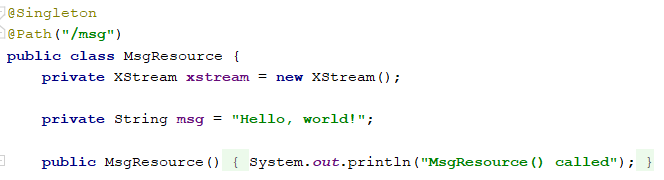 @Singleton
@Path("/msg")
public class MsgResource {
private XStream xstream = new XStream();
private String msg = "Hello, world!";
public MsgResource() { System.out.println("MsgResource() called"); }